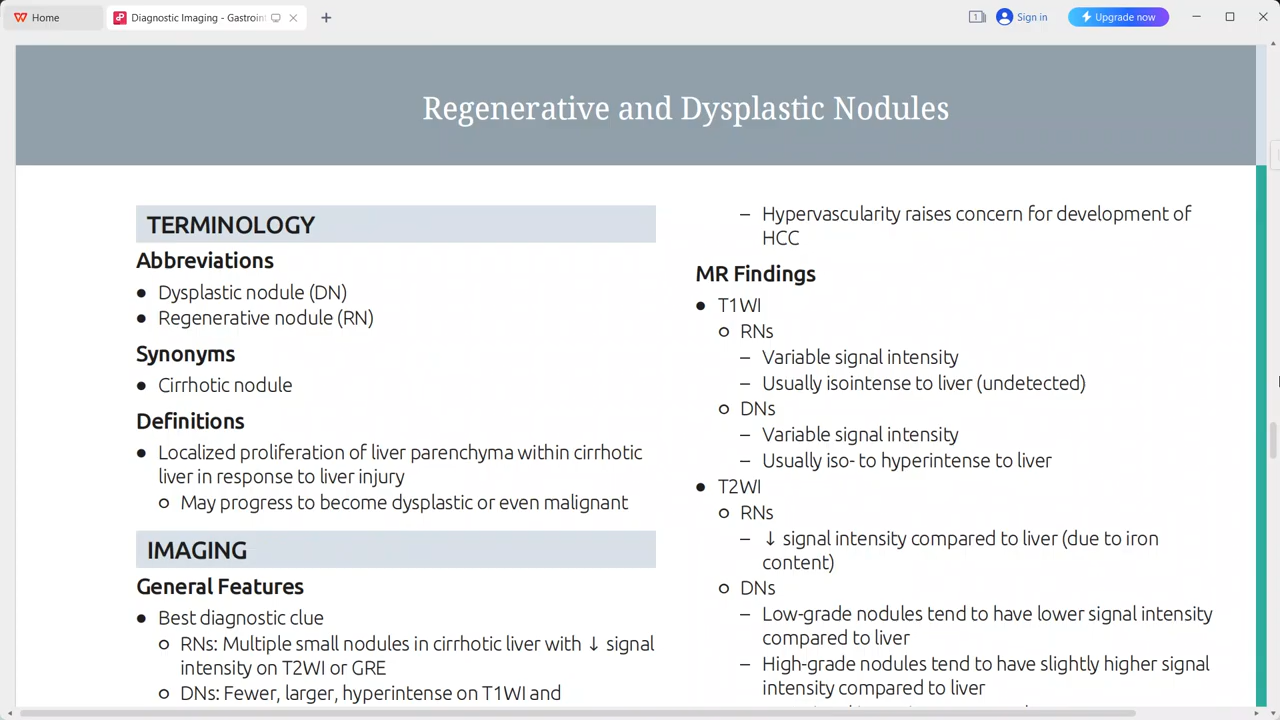 Home
Diagnostic Imaging - Gastroin
1
Sign in
Upgrade now
Regenerative and Dysplastic Nodules
TERMINOLOGY
Abbreviations
● Dysplastic nodule (DN)
● Regenerative nodule (RN)
Synonyms
● Cirrhotic nodule
Definitions
● Localized proliferation of liver parenchyma within cirrhotic
liver in response to liver injury
○ May progress to become dysplastic or even malignant
IMAGING
General Features
● Best diagnostic clue
○ RNs: Multiple small nodules in cirrhotic liver with ↓ signal
intensity on T2WI or GRE
○ DNs: Fewer, larger, hyperintense on T1WI and
– Hypervascularity raises concern for development of
HCC
MR Findings
● T1WI
○ RNs
– Variable signal intensity
– Usually isointense to liver (undetected)
○ DNs
– Variable signal intensity
– Usually iso- to hyperintense to liver
● T2WI
○ RNs
– ↓ signal intensity compared to liver (due to iron
content)
○ DNs
– Low-grade nodules tend to have lower signal intensity
compared to liver
– High-grade nodules tend to have slightly higher signal
intensity compared to liver